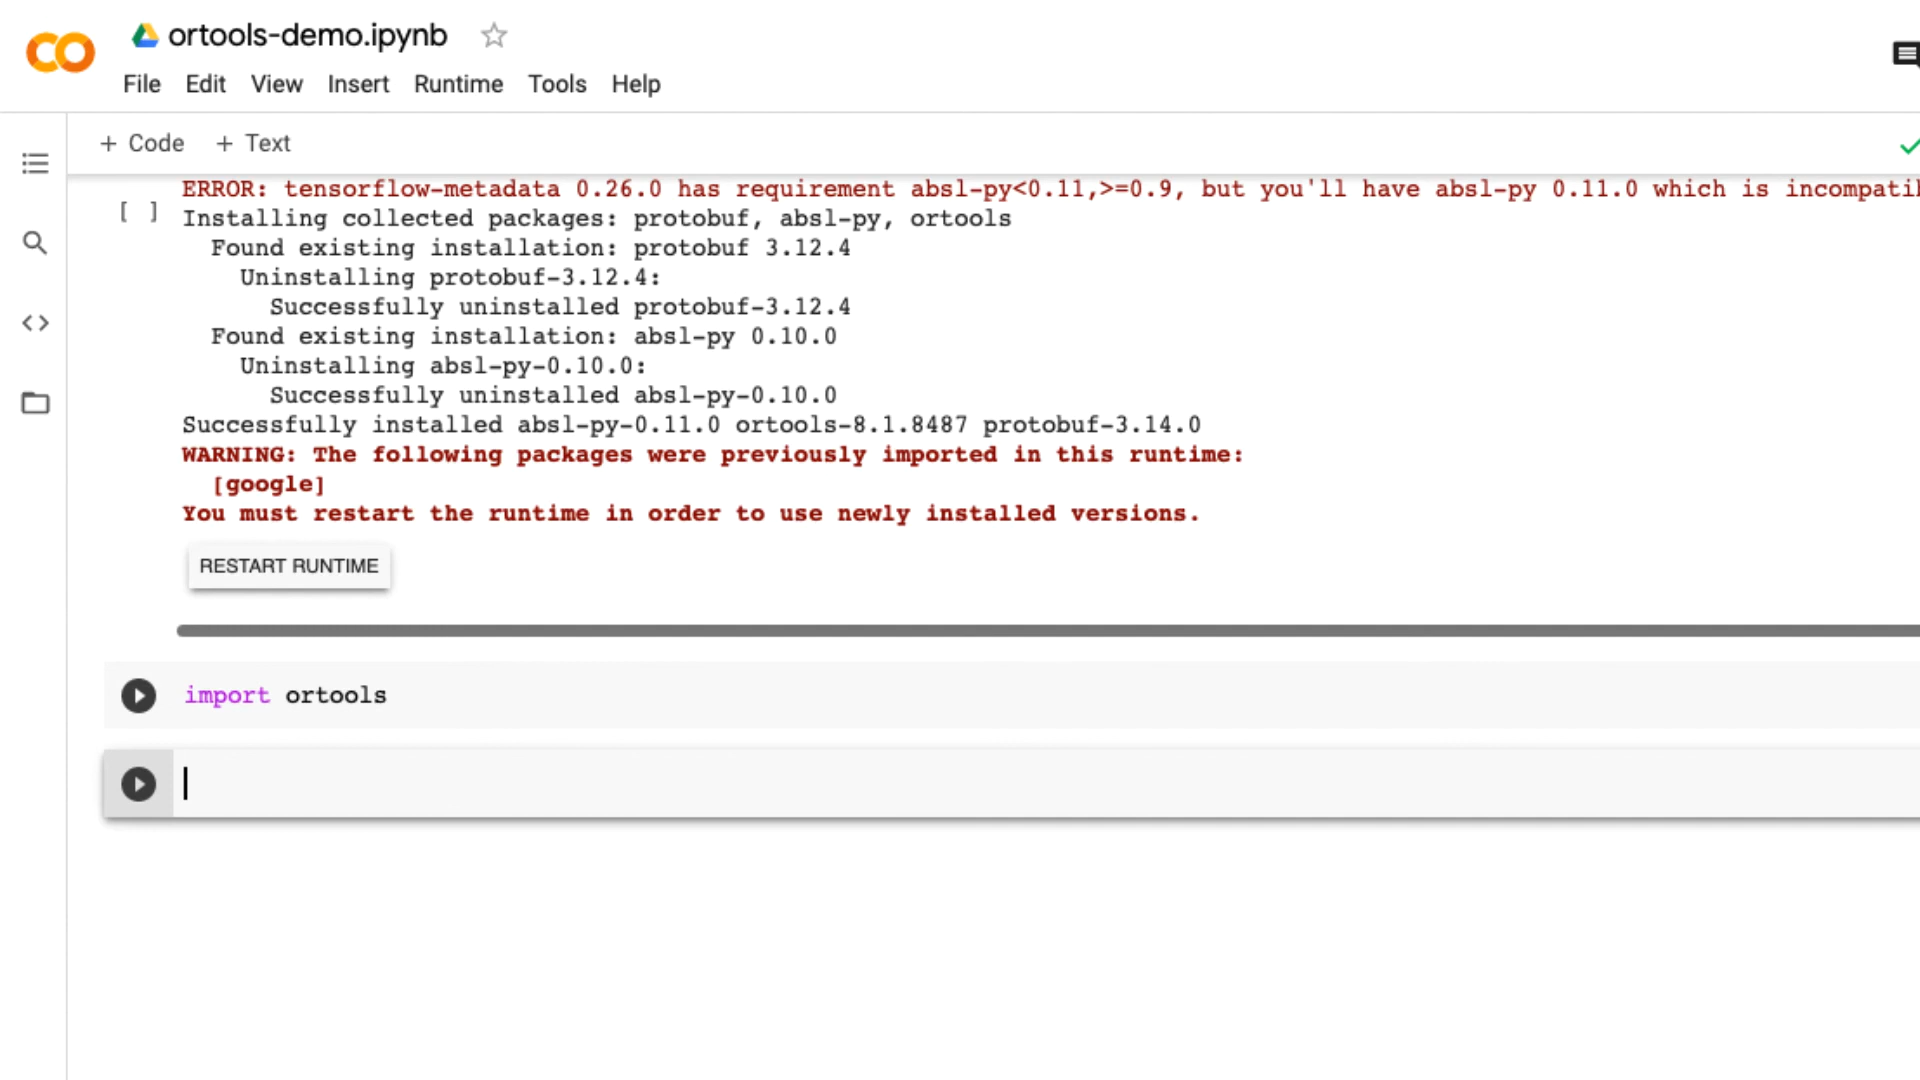 ortools-demo.ipynb
File Edit View Insert Runtime Tools Help
+ Code + Text
ERROR: tensorflow-metadata 0.26.0 has requirement absl-py<0.11,>=0.9, but you'll have absl-py 0.11.0 which is incompatib
[ ] Installing collected packages: protobuf, absl-py, ortools
Found existing installation: protobuf 3.12.4
Uninstalling protobuf-3.12.4:
Successfully uninstalled protobuf-3.12.4
Found existing installation: absl-py 0.10.0
Uninstalling absl-py-0.10.0:
Successfully uninstalled absl-py-0.10.0
Successfully installed absl-py-0.11.0 ortools-8.1.8487 protobuf-3.14.0
WARNING: The following packages were previously imported in this runtime:
[google]
You must restart the runtime in order to use newly installed versions.
RESTART RUNTIME
import ortools